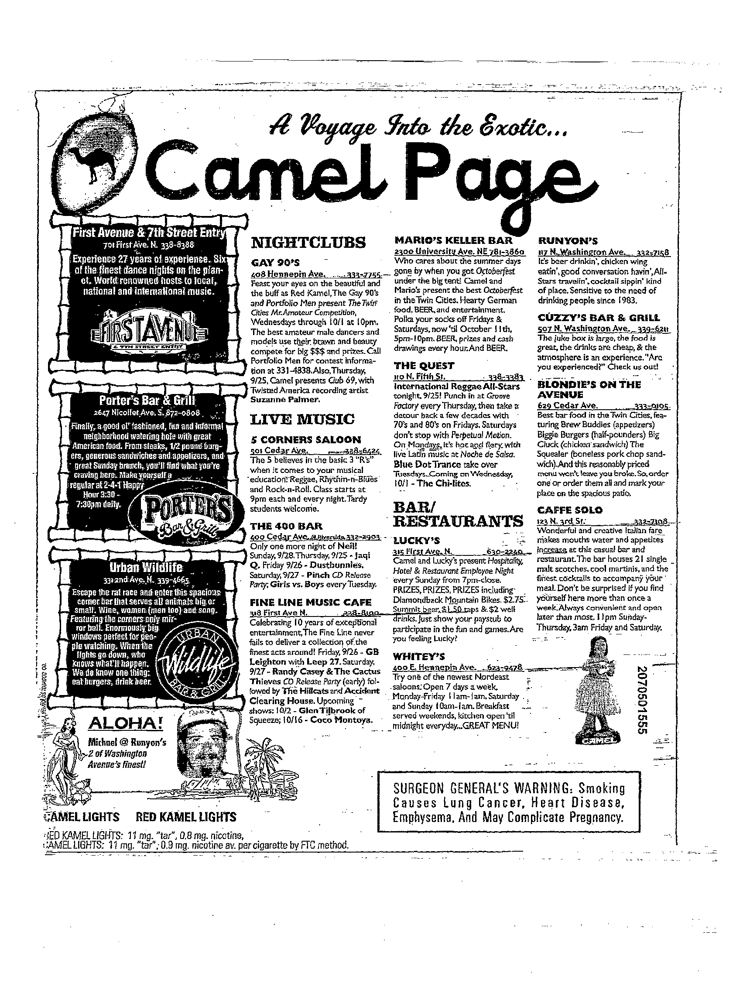 A Voyage Into the Exotic...
Camel Page
First Avenue & 7th Street Entry
701 First Ave. N. 338-8388
Experience 27 years of experience. Six
of the finest dance nights on the plan-
et. World renowned hosts to local,
national and international music.
FIRST AVENUE
& 7TH STREET ENTRY
Porter's Bar & Grill
2647 Nicollet Ave. S. 872-0808
Finally, a good ol' fashioned, fun and informal
neighborhood watering hole with great
American food. From steaks, 1/2 pound burg-
ers, generous sandwiches and appetizers, and
great Sunday brunch, you'll find what you're
craving here. Make yourself a
regular at 2-4-1 Happy
Hour 3:30 -
7:30pm daily.
PORTERS
Bar & Grill
Urban Wildlife
331 2nd Ave. N. 339-4665
Escape the rat race and enter this spacious
corner bar that serves all animals big or
small. Wine, women (men too) and song.
Featuring the corners only mir-
ror ball. Enormously big
windows perfect for peo-
ple watching. When the
lights go down, who
knows what'll happen.
We do know one thing:
eat burgers, drink beer.
URBAN
Wildlife
BAR & GRILL
ALOHA!
Michael @ Runyon's
-2 of Washington
Avenue's finest!
NIGHTCLUBS
GAY 90'S
408 Hennepin Ave. 333-7755
Feast your eyes on the beautiful and
the buff as Red Kamel, The Gay 90's
and Portfolio Men present The Twin
Cities Mr. Amateur Competition,
Wednesdays through 10/1 at 10pm.
The best amateur male dancers and
models use their brawn and beauty
compete for big $$$ and prizes. Call
Portfolio Men for contest informa-
tion at 331-4838. Also, Thursday,
9/25, Camel presents Club 69, with
Twisted America recording artist
Suzanne Palmer.
LIVE MUSIC
5 CORNERS SALOON
501 Cedar Ave. 338-6424
The 5 believes in the basic 3 "R's"
when it comes to your musical
education: Reggae, Rhythm-n-Blues
and Rock-n-Roll. Class starts at
9pm each and every night. Tardy
students welcome.
THE 400 BAR
400 Cedar Ave. @ Riverside 332-2903
Only one more night of Neil!
Sunday, 9/28. Thursday, 9/25 - Jaqi
Q. Friday 9/26 - Dustbunnies.
Saturday, 9/27 - Pinch CD Release
Party; Girls vs. Boys every Tuesday.
FINE LINE MUSIC CAFE
318 First Ave N. 338-8100
Celebrating 10 years of exceptional
entertainment, The Fine Line never
fails to deliver a collection of the
finest acts around! Friday, 9/26 - GB
Leighton with Leep 27. Saturday,
9/27 - Randy Casey & The Cactus
Thieves CD Release Party (early) fol-
lowed by The Hillcats and Accident
Clearing House. Upcoming
shows: 10/2 - Glen Tilbrook of
Squeeze; 10/16 - Coco Montoya.
MARIO'S KELLER BAR
2300 University Ave. NE 781-3860
Who cares about the summer days
gone by when you got Octoberfest
under the big tent! Camel and
Mario's present the best Octoberfest
in the Twin Cities. Hearty German
food, BEER, and entertainment.
Polka your socks off Fridays &
Saturdays, now 'til October 11th,
5pm-10pm. BEER, prizes and cash
drawings every hour. And BEER.
THE QUEST
110 N. Fifth St. 338-3383
International Reggae All-Stars
tonight, 9/25! Punch in at Groove
Factory every Thursday, then take a
detour back a few decades with
70's and 80's on Fridays. Saturdays
don't stop with Perpetual Motion.
On Mondays, it's hot and fiery with
live Latin music at Noche de Salsa.
Blue Dot Trance take over
Tuesdays...Coming on Wednesday,
10/1 - The Chi-lites.
BAR/
RESTAURANTS
LUCKY'S
315 First Ave. N. 630-2260
Camel and Lucky's present Hospitality,
Hotel & Restaurant Employee Night
every Sunday from 7pm-close.
PRIZES, PRIZES, PRIZES including
Diamondback Mountain Bikes. $2.75
Summit beer, $1.50 taps & $2 well
drinks. Just show your paystub to
participate in the fun and games. Are
you feeling Lucky?
WHITEY'S
400 E. Hennepin Ave. 623-9478
Try one of the newest Nordeast
saloons. Open 7 days a week,
Monday-Friday 11am-1am. Saturday
and Sunday 10am-1am. Breakfast
served weekends, kitchen open 'til
midnight everyday...GREAT MENU!
RUNYON'S
117 N. Washington Ave. 332-7158
It's beer drinkin', chicken wing
eatin', good conversation havin', All-
Stars travelin', cocktail sippin' kind
of place. Sensitive to the need of
drinking people since 1983.
CUZZY'S BAR & GRILL
507 N. Washington Ave. 339-6211
The juke box is large, the food is
great, the drinks are cheap, & the
atmosphere is an experience. "Are
you experienced?" Check us out!
BLONDIE'S ON THE
AVENUE
629 Cedar Ave. 333-0195
Best bar food in the Twin Cities, fea-
turing Brew Buddies (appetizers)
Biggie Burgers (half-pounders) Big
Cluck (chicken sandwich) The
Squealer (boneless pork chop sand-
wich). And this reasonably priced
menu won't leave you broke. So, order
one or order them all and mark your
place on the spacious patio.
CAFFE SOLO
123 N. 3rd St. 332-7108
Wonderful and creative Italian fare
makes mouths water and appetites
increase at this casual bar and
restaurant. The bar houses 21 single
malt scotches, cool martinis, and the
finest cocktails to accompany your
meal. Don't be surprised if you find
yourself here more than once a
week. Always convenient and open
later than most. 11pm Sunday-
Thursday, 3am Friday and Saturday.
CAMEL
2070501555
CAMEL LIGHTS RED KAMEL LIGHTS
RED KAMEL LIGHTS: 11 mg. "tar", 0.8 mg. nicotine,
CAMEL LIGHTS: 11 mg. "tar", 0.9 mg. nicotine av. per cigarette by FTC method.
SURGEON GENERAL'S WARNING: Smoking
Causes Lung Cancer, Heart Disease,
Emphysema, And May Complicate Pregnancy.